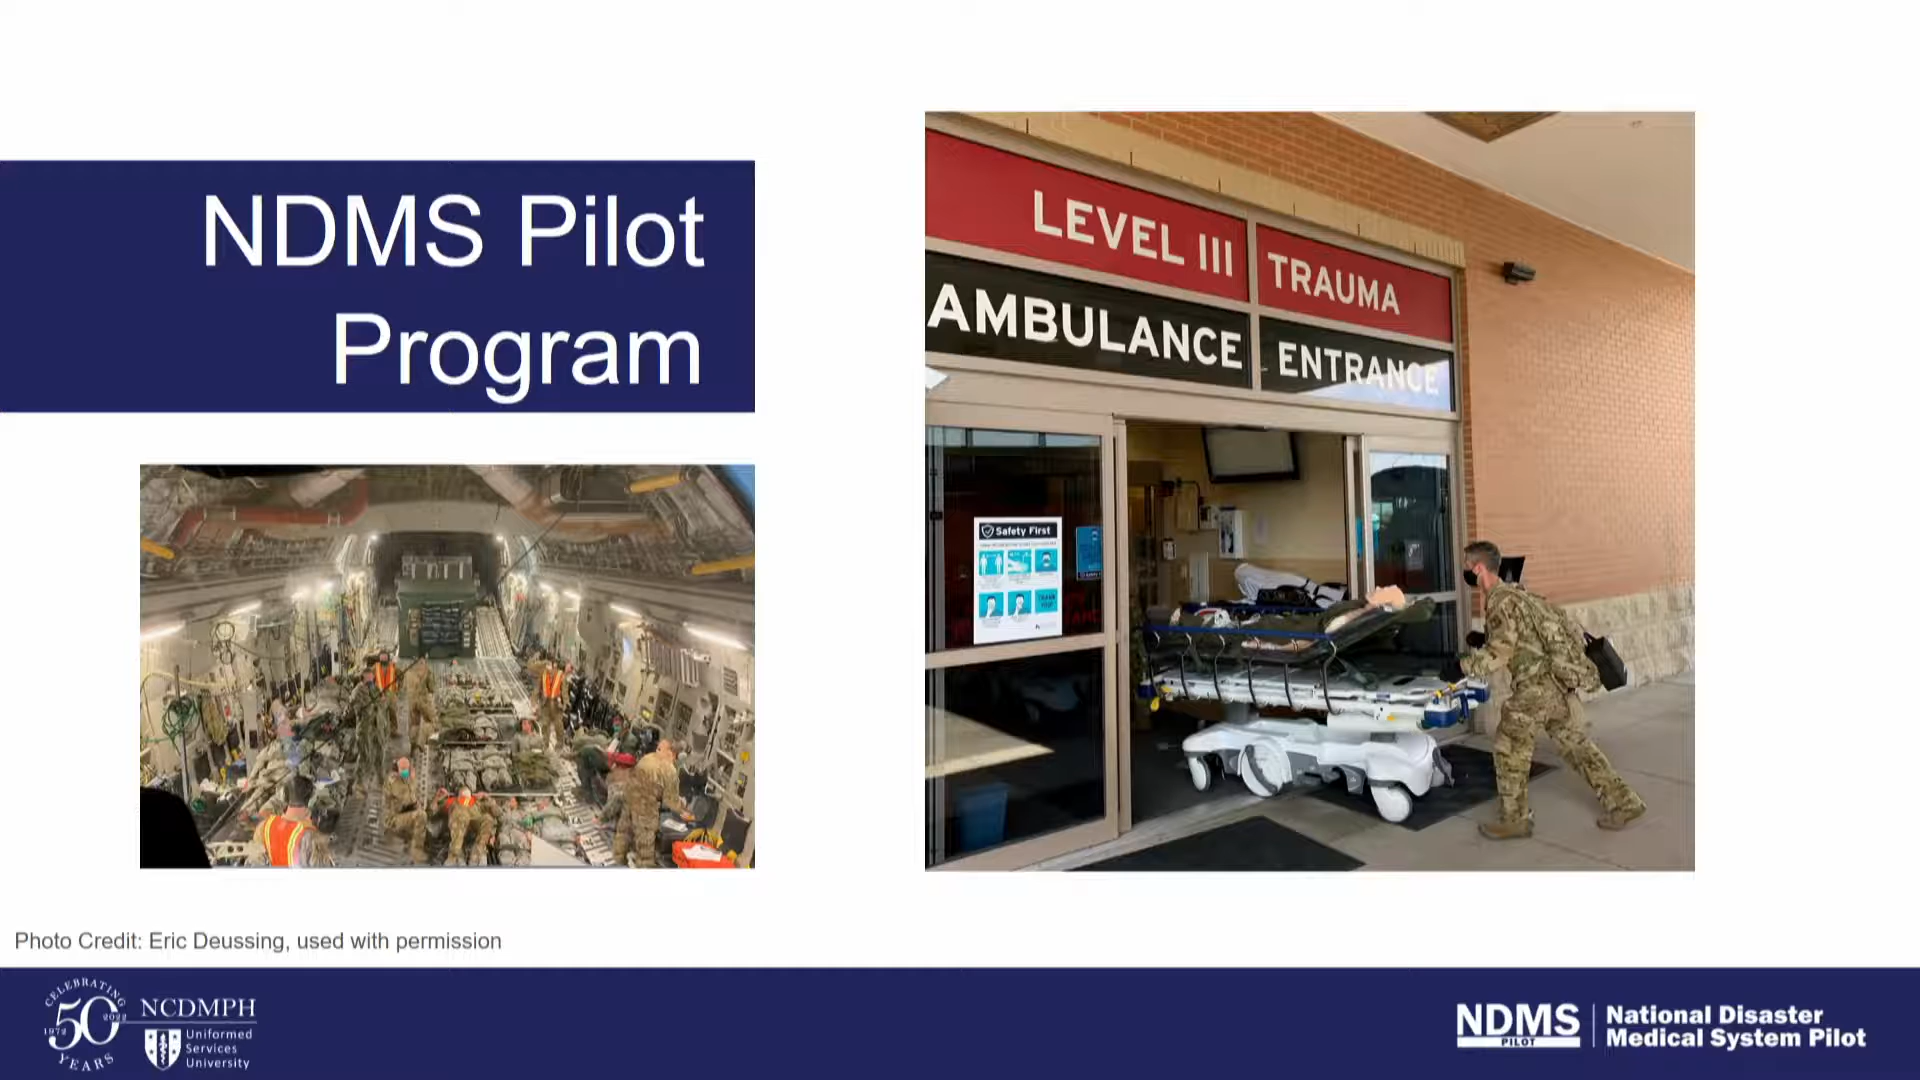 NDMS Pilot
Program
LEVEL III TRAUMA
AMBULANCE ENTRANCE
Safety First
Photo Credit: Eric Deussing, used with permission
CELEBRATING
50
1972 2022
YEARS
NCDMPH
Uniformed
Services
University
NDMS
PILOT
National Disaster
Medical System Pilot